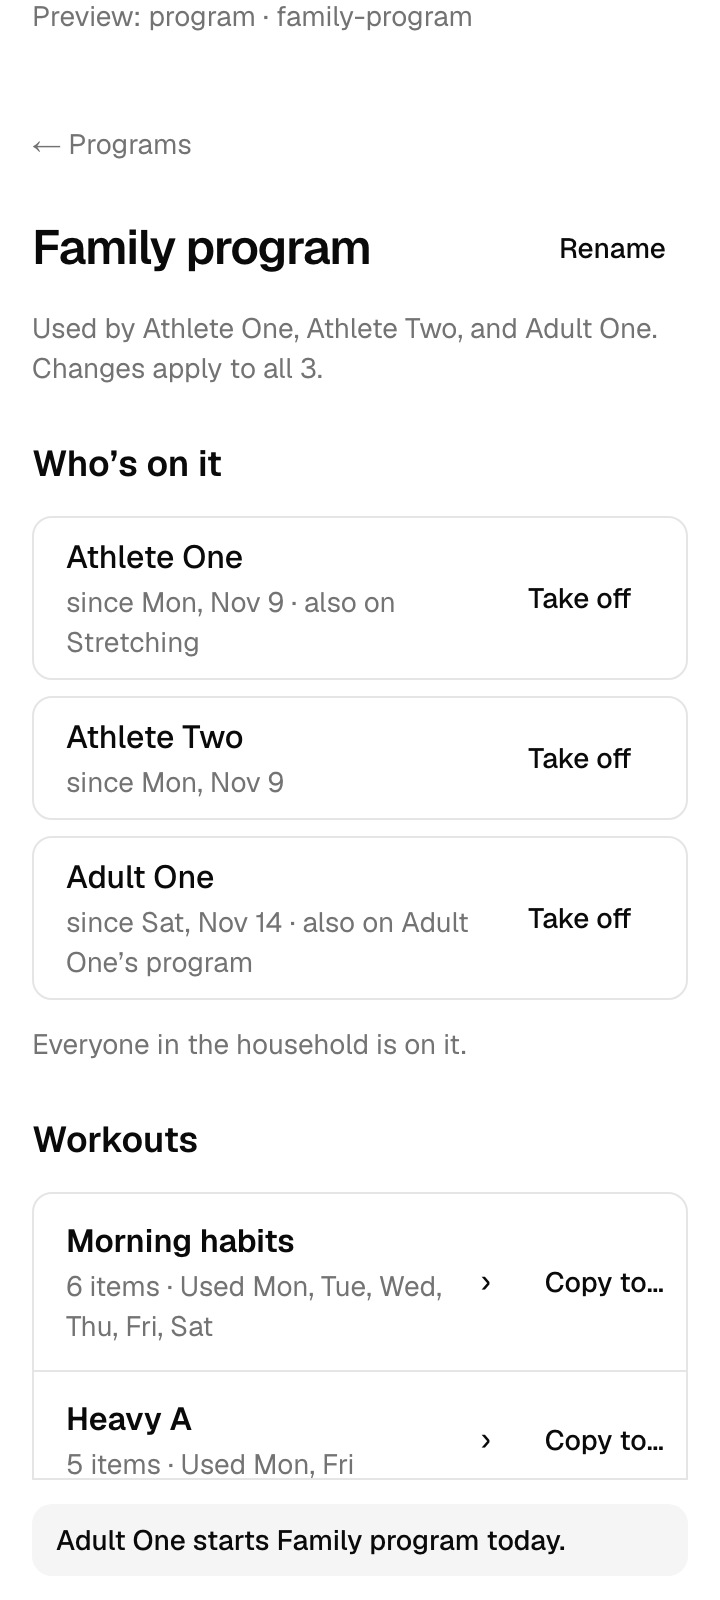 Preview: program · family-program
← Programs
Family program
Rename
Used by Athlete One, Athlete Two, and Adult One.
Changes apply to all 3.
Who’s on it
Athlete One
since Mon, Nov 9 · also on
Stretching
Take off
Athlete Two
since Mon, Nov 9
Take off
Adult One
since Sat, Nov 14 · also on Adult
One’s program
Take off
Everyone in the household is on it.
Workouts
Morning habits
6 items · Used Mon, Tue, Wed,
Thu, Fri, Sat
›
Copy to…
Heavy A
5 items · Used Mon, Fri
›
Copy to…
Adult One starts Family program today.